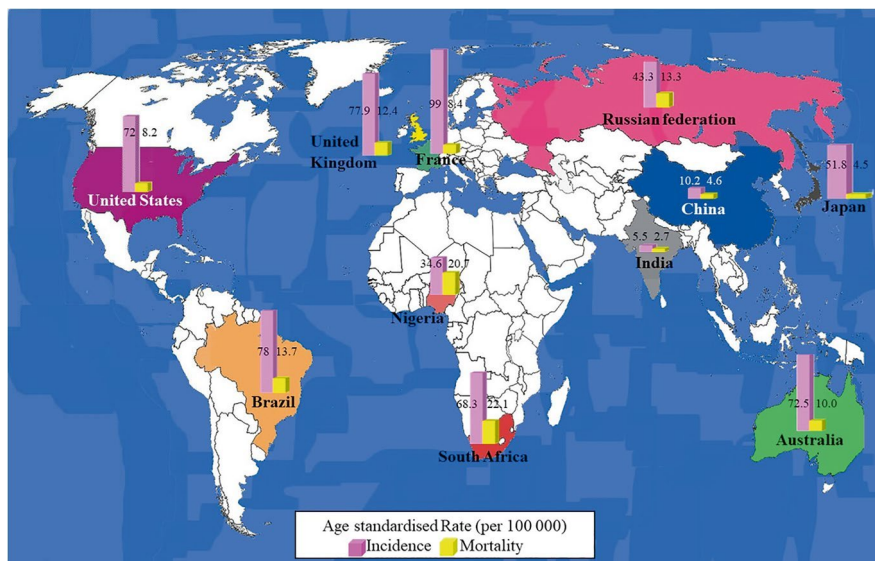 43.3 13.3
Russian federation
77.9 12.4
United
Kingdom
99 8.4
France
72 8.2
United States
10.2 4.6
China
51.8 4.5
Japan
5.5 2.7
India
34.6 20.7
Nigeria
78 13.7
Brazil
68.3 22.1
South Africa
72.5 10.0
Australia
Age standardised Rate (per 100 000)
Incidence Mortality